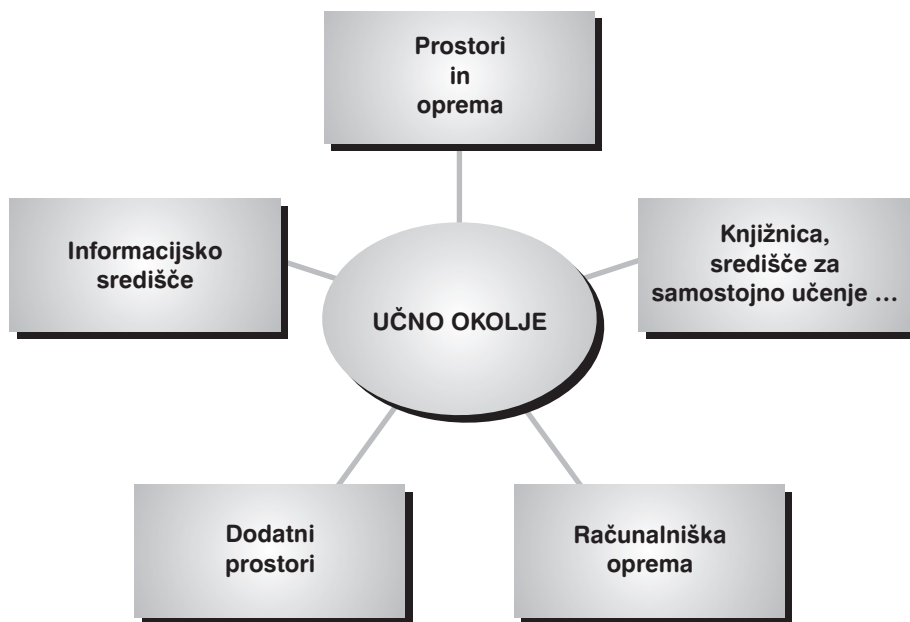 Prostori
in
oprema
Informacijsko
središče
Knjižnica,
središče za
samostojno učenje …
UČNO OKOLJE
Dodatni
prostori
Računalniška
oprema